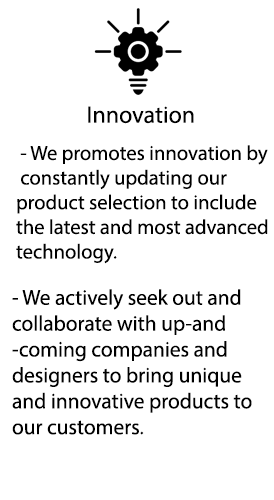 Innovation
- We promotes innovation by
constantly updating our
product selection to include
the latest and most advanced
technology.
- We actively seek out and
collaborate with up-and
-coming companies and
designers to bring unique
and innovative products to
our customers.